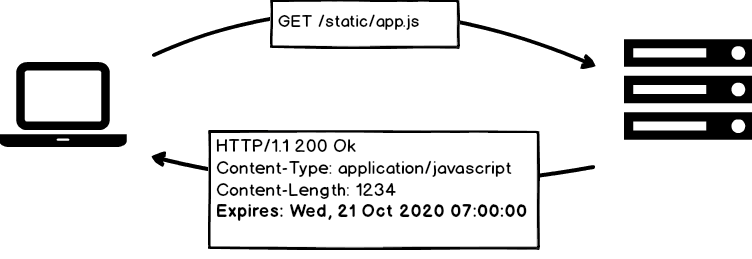 GET /static/app.js
HTTP/1.1 200 Ok
Content-Type: application/javascript
Content-Length: 1234
Expires: Wed, 21 Oct 2020 07:00:00